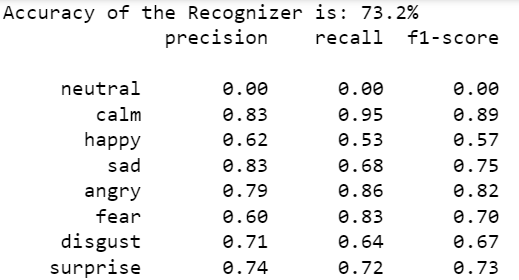 Accuracy of the Recognizer is: 73.2%
precision recall f1-score
neutral 0.00 0.00 0.00
calm 0.83 0.95 0.89
happy 0.62 0.53 0.57
sad 0.83 0.68 0.75
angry 0.79 0.86 0.82
fear 0.60 0.83 0.70
disgust 0.71 0.64 0.67
surprise 0.74 0.72 0.73